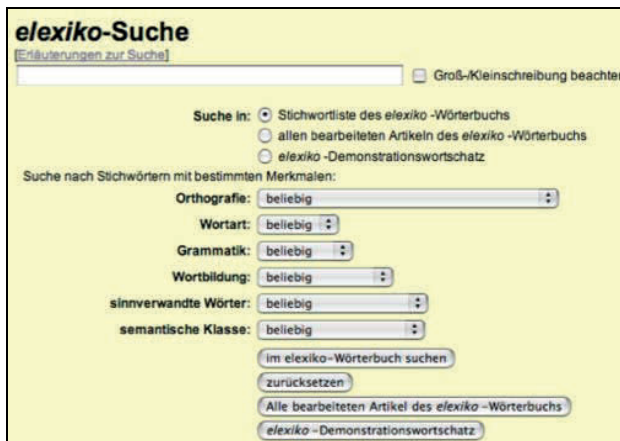 elexiko-Suche
[Erläuterungen zur Suche]
Groß-/Kleinschreibung beachten
Suche in: Stichwortliste des elexiko -Wörterbuchs
allen bearbeiteten Artikeln des elexiko -Wörterbuchs
elexiko -Demonstrationswortschatz
Suche nach Stichwörtern mit bestimmten Merkmalen:
Orthografie: beliebig
Wortart: beliebig
Grammatik: beliebig
Wortbildung: beliebig
sinnverwandte Wörter: beliebig
semantische Klasse: beliebig
im elexiko-Wörterbuch suchen
zurücksetzen
Alle bearbeiteten Artikel des elexiko -Wörterbuchs
elexiko -Demonstrationswortschatz